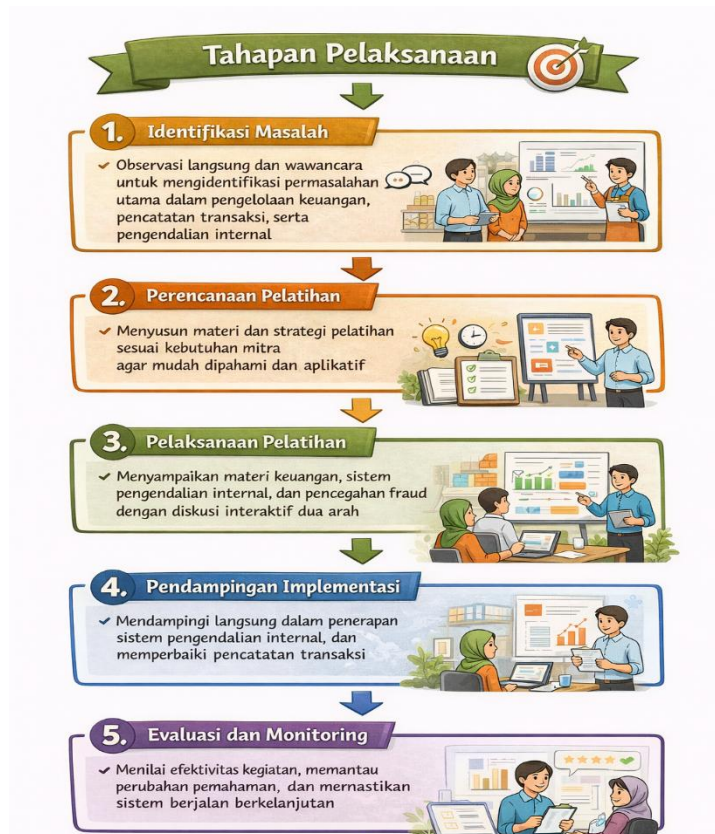 Tahapan Pelaksanaan
1. Identifikasi Masalah
✓ Observasi langsung dan wawancara
untuk mengidentifikasi permasalahan
utama dalam pengelolaan keuangan,
pencatatan transaksi, serta
pengendalian internal
2. Perencanaan Pelatihan
✓ Menyusun materi dan strategi pelatihan
sesuai kebutuhan mitra
agar mudah dipahami dan aplikatif
3. Pelaksanaan Pelatihan
✓ Menyampaikan materi keuangan, sistem
pengendalian internal, dan pencegahan fraud
dengan diskusi interaktif dua arah
4. Pendampingan Implementasi
✓ Mendampingi langsung dalam penerapan
sistem pengendalian internal, dan
memperbaiki pencatatan transaksi
5. Evaluasi dan Monitoring
✓ Menilai efektivitas kegiatan, memantau
perubahan pemahaman, dan mernastikan
sistem berjalan berkelanjutan